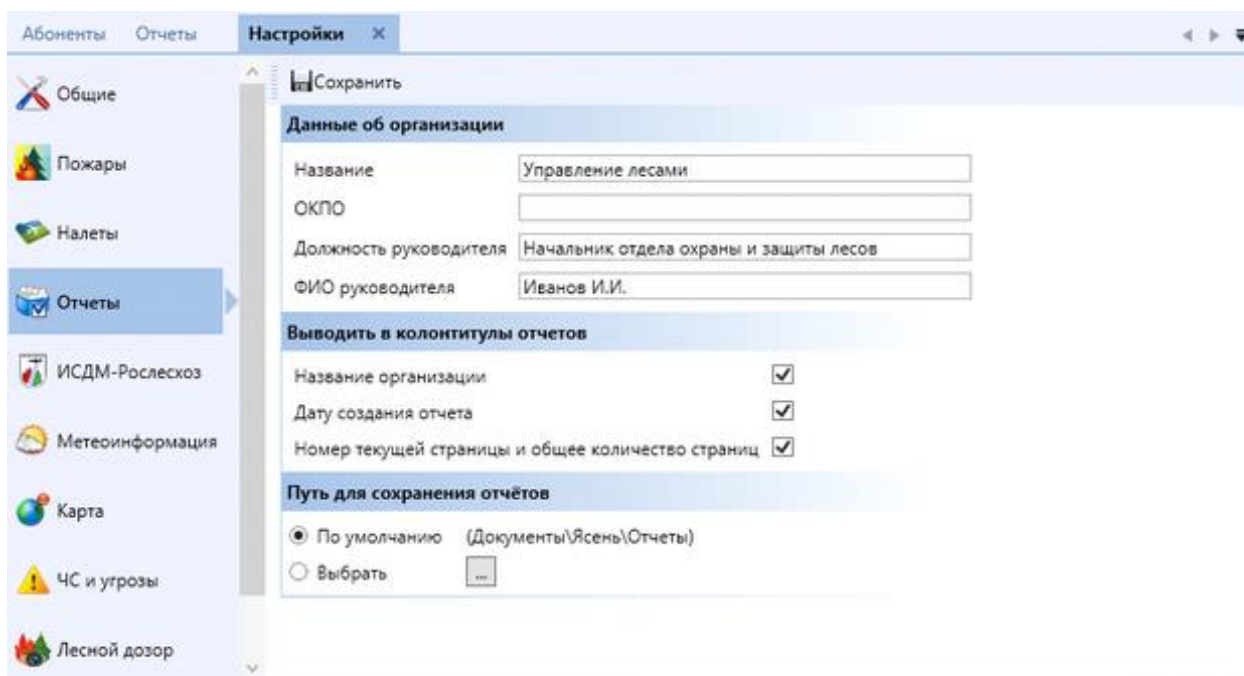 Абоненты Отчеты Настройки
Общие
Пожары
Налеты
Отчеты
ИСДМ-Рослесхоз
Метеоинформация
Карта
ЧС и угрозы
Лесной дозор
Сохранить
Данные об организации
Название Управление лесами
ОКПО
Должность руководителя Начальник отдела охраны и защиты лесов
ФИО руководителя Иванов И.И.
Выводить в колонтитулы отчетов
Название организации
Дату создания отчета
Номер текущей страницы и общее количество страниц
Путь для сохранения отчётов
По умолчанию (Документы\Ясень\Отчеты)
Выбрать ...